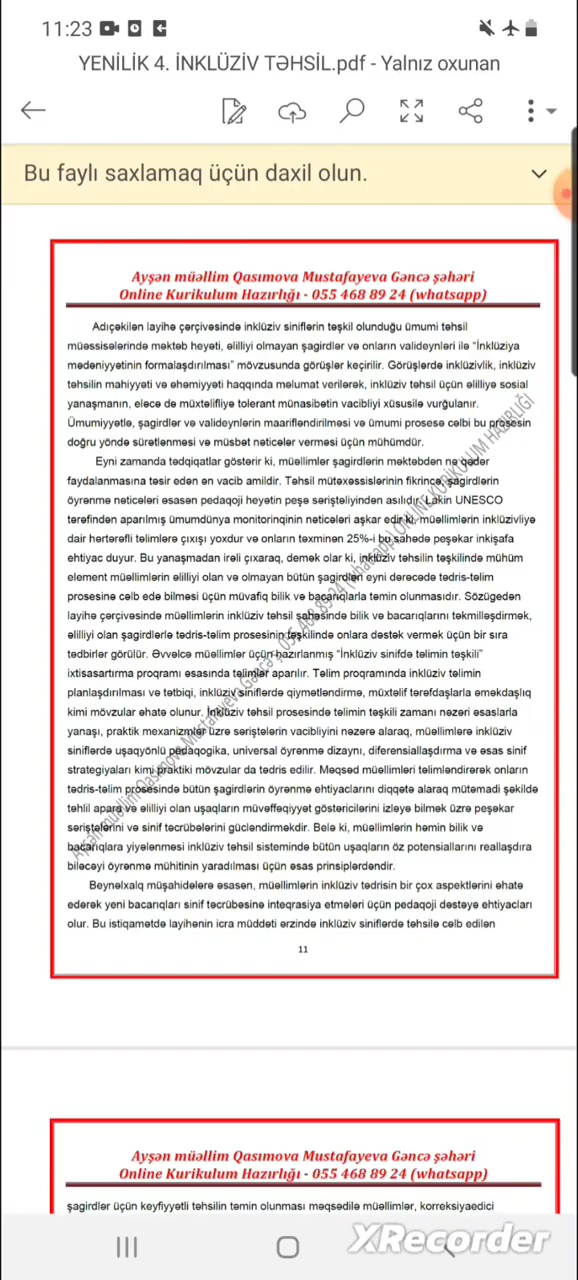 11:23
YENİLİK 4. İNKLÜZİV TƏHSİL.pdf - Yalnız oxunan
Bu faylı saxlamaq üçün daxil olun.
Ayşən müəllim Qasımova Mustafayeva Gəncə şəhəri
Online Kurikulum Hazırlığı - 055 468 89 24 (whatsapp)
Adıçəkilən layihə çərçivəsində inklüziv siniflərin təşkil olunduğu ümumi təhsil
müəssisələrində məktəb heyəti, əlilliyi olmayan şagirdlər və onların valideynləri ilə “İnklüziya
mədəniyyətinin formalaşdırılması” mövzusunda görüşlər keçirilir. Görüşlərdə inklüzivlik, inklüziv
təhsilin mahiyyəti və əhəmiyyəti haqqında məlumat verilərək, inklüziv təhsil üçün əlilliyə sosial
yanaşmanın, eləcə də müxtəlifliyə tolerant münasibətin vacibliyi xüsusilə vurğulanır.
Ümumiyyətlə, şagirdlər və valideynlərin maarifləndirilməsi və ümumi prosesə cəlbi bu prosesin
doğru yöndə sürətlənməsi və müsbət nəticələr verməsi üçün mühümdür.
Eyni zamanda tədqiqatlar göstərir ki, müəllimlər şagirdlərin məktəbdən nə qədər
faydalanmasına təsir edən ən vacib amildir. Təhsil mütəxəssislərinin fikrincə, şagirdlərin
öyrənmə nəticələri əsasən pedaqoji heyətin peşə səriştəliyindən asılıdır. Lakin UNESCO
tərəfindən aparılmış ümumdünya monitorinqinin nəticələri aşkar edir ki, müəllimlərin inklüzivliyə
dair hərtərəfli təlimlərə çıxışı yoxdur və onların təxminən 25%-i bu sahədə peşəkar inkişafa
ehtiyac duyur. Bu yanaşmadan irəli çıxaraq, demək olar ki, inklüziv təhsilin təşkilində mühüm
element müəllimlərin əlilliyi olan və olmayan bütün şagirdləri eyni dərəcədə tədris-təlim
prosesinə cəlb edə bilməsi üçün müvafiq bilik və bacarıqlarla təmin olunmasıdır. Sözügedən
layihə çərçivəsində müəllimlərin inklüziv təhsil sahəsində bilik və bacarıqlarını təkmilləşdirmək,
əlilliyi olan şagirdlərlə tədris-təlim prosesinin təşkilində onlara dəstək vermək üçün bir sıra
tədbirlər görülür. Əvvəlcə müəllimlər üçün hazırlanmış “İnklüziv sinifdə təlimin təşkili”
ixtisasartırma proqramı əsasında təlimlər aparılır. Təlim proqramında inklüziv təlimin
planlaşdırılması və tətbiqi, inklüziv siniflərdə qiymətləndirmə, müxtəlif tərəfdaşlarla əməkdaşlıq
kimi mövzular əhatə olunur. İnklüziv təhsil prosesində təlimin təşkili zamanı nəzəri əsaslarla
yanaşı, praktik mexanizmlər üzrə səriştələrin vacibliyini nəzərə alaraq, müəllimlərə inklüziv
siniflərdə uşaqyönlü pedaqogika, universal öyrənmə dizaynı, diferensiallaşdırma və əsas sinif
strategiyaları kimi praktiki mövzular da tədris edilir. Məqsəd müəllimləri təlimləndirərək onların
tədris-təlim prosesində bütün şagirdlərin öyrənmə ehtiyaclarını diqqətə alaraq mütəmadi şəkildə
təhlil apara və əlilliyi olan uşaqların müvəffəqiyyət göstəricilərini izləyə bilmək üzrə peşəkar
səriştələrini və sinif təcrübələrini gücləndirməkdir. Belə ki, müəllimlərin həmin bilik və
bacarıqlara yiyələnməsi inklüziv təhsil sistemində bütün uşaqların öz potensiallarını reallaşdıra
biləcəyi öyrənmə mühitinin yaradılması üçün əsas prinsiplərdəndir.
Beynəlxalq müşahidələrə əsasən, müəllimlərin inklüziv tədrisin bir çox aspektlərini əhatə
edərək yeni bacarıqları sinif təcrübəsinə inteqrasiya etmələri üçün pedaqoji dəstəyə ehtiyacları
olur. Bu istiqamətdə layihənin icra müddəti ərzində inklüziv siniflərdə təhsilə cəlb edilən
11
Ayşən müəllim Qasımova Mustafayeva Gəncə (whatsapp) 055 468 89 24 ONLINE KURİKULUM HAZIRLIĞI
Ayşən müəllim Qasımova Mustafayeva Gəncə şəhəri
Online Kurikulum Hazırlığı - 055 468 89 24 (whatsapp)
şagirdlər üçün keyfiyyətli təhsilin təmin olunması məqsədilə müəllimlər, korreksiyaedici
XRecorder